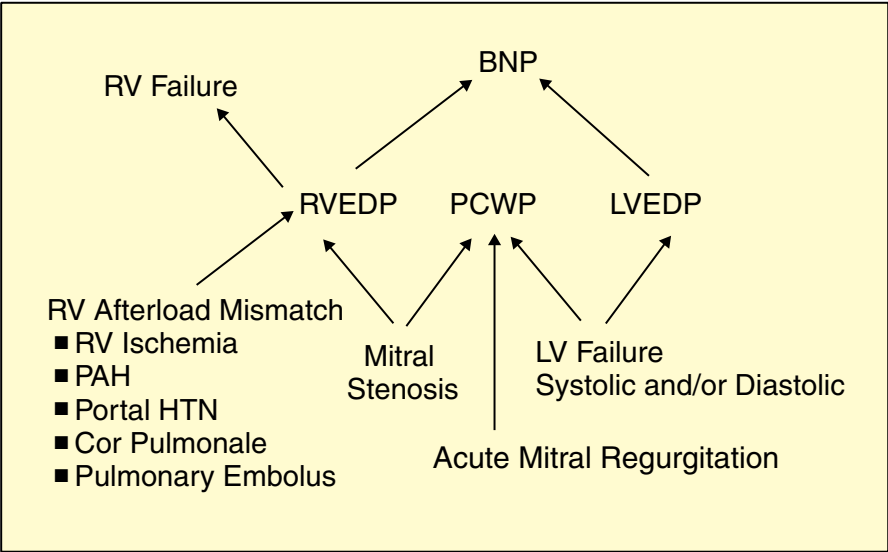 BNP
RV Failure
RVEDP
PCWP
LVEDP
RV Afterload Mismatch
■ RV Ischemia
■ PAH
■ Portal HTN
■ Cor Pulmonale
■ Pulmonary Embolus
Mitral
Stenosis
LV Failure
Systolic and/or Diastolic
Acute Mitral Regurgitation